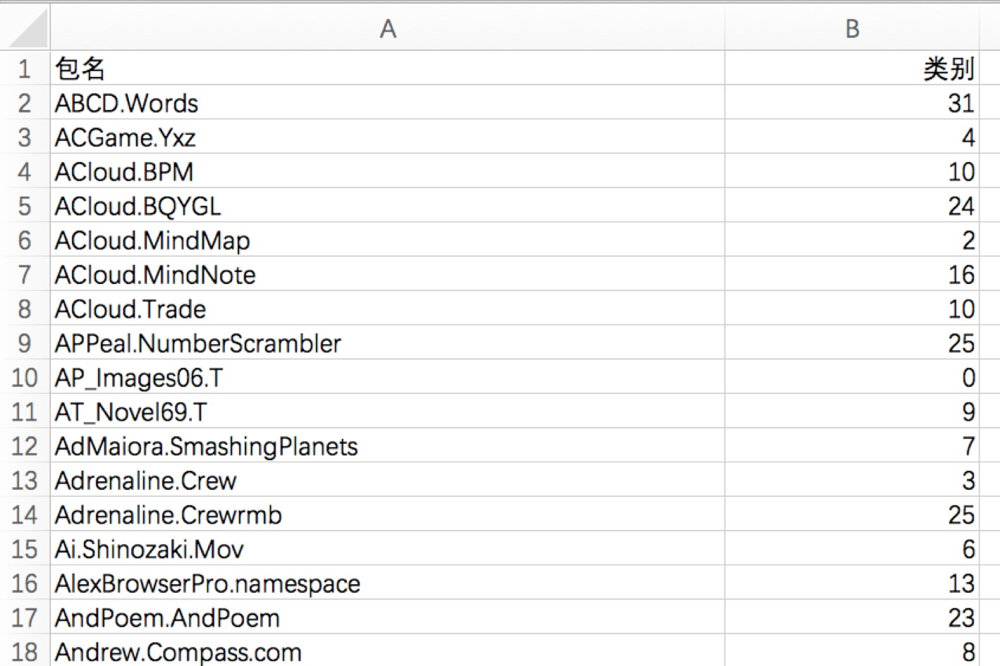 A B
1 包名 类别
2 ABCD.Words 31
3 ACGame.Yxz 4
4 ACloud.BPM 10
5 ACloud.BQYGL 24
6 ACloud.MindMap 2
7 ACloud.MindNote 16
8 ACloud.Trade 10
9 APPeal.NumberScrambler 25
10 AP_Images06.T 0
11 AT_Novel69.T 9
12 AdMaiora.SmashingPlanets 7
13 Adrenaline.Crew 3
14 Adrenaline.Crewrmb 25
15 Ai.Shinozaki.Mov 6
16 AlexBrowserPro.namespace 13
17 AndPoem.AndPoem 23
18 Andrew.Compass.com 8